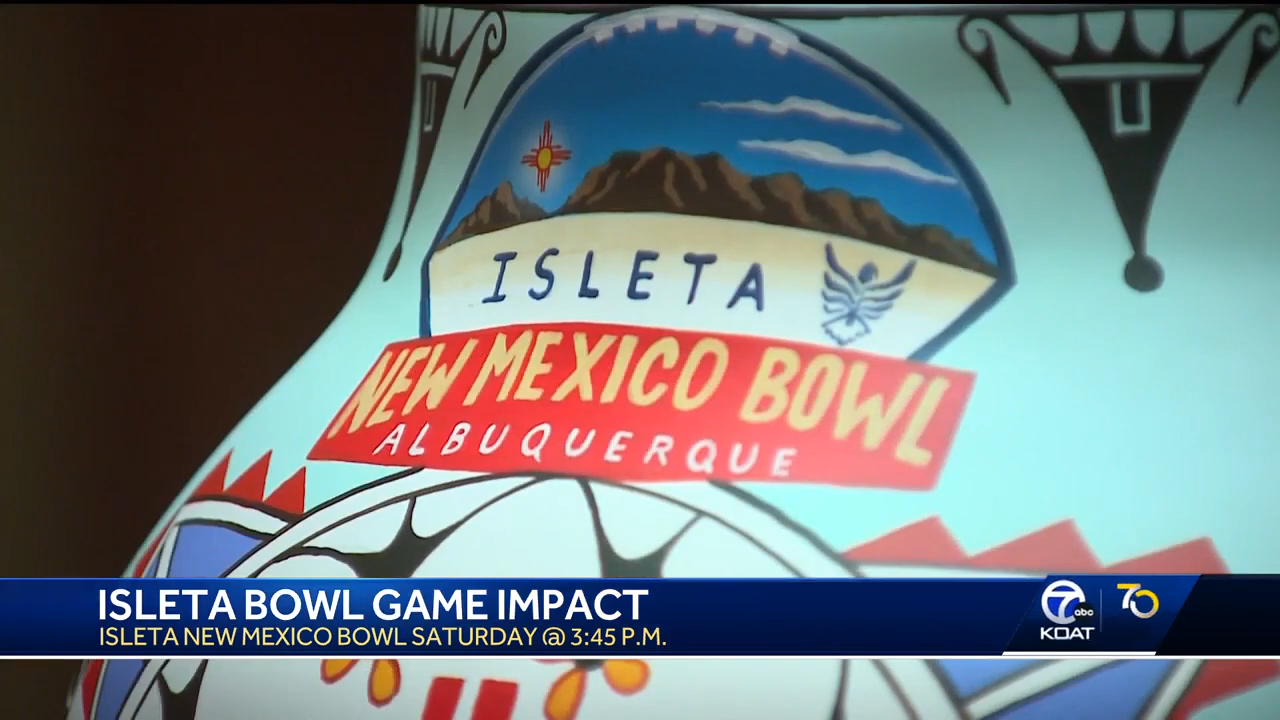 ISLETA
NEW MEXICO BOWL
ALBUQUERQUE
ISLETA BOWL GAME IMPACT
ISLETA NEW MEXICO BOWL SATURDAY @ 3:45 P.M.
7 abc
KOAT
70